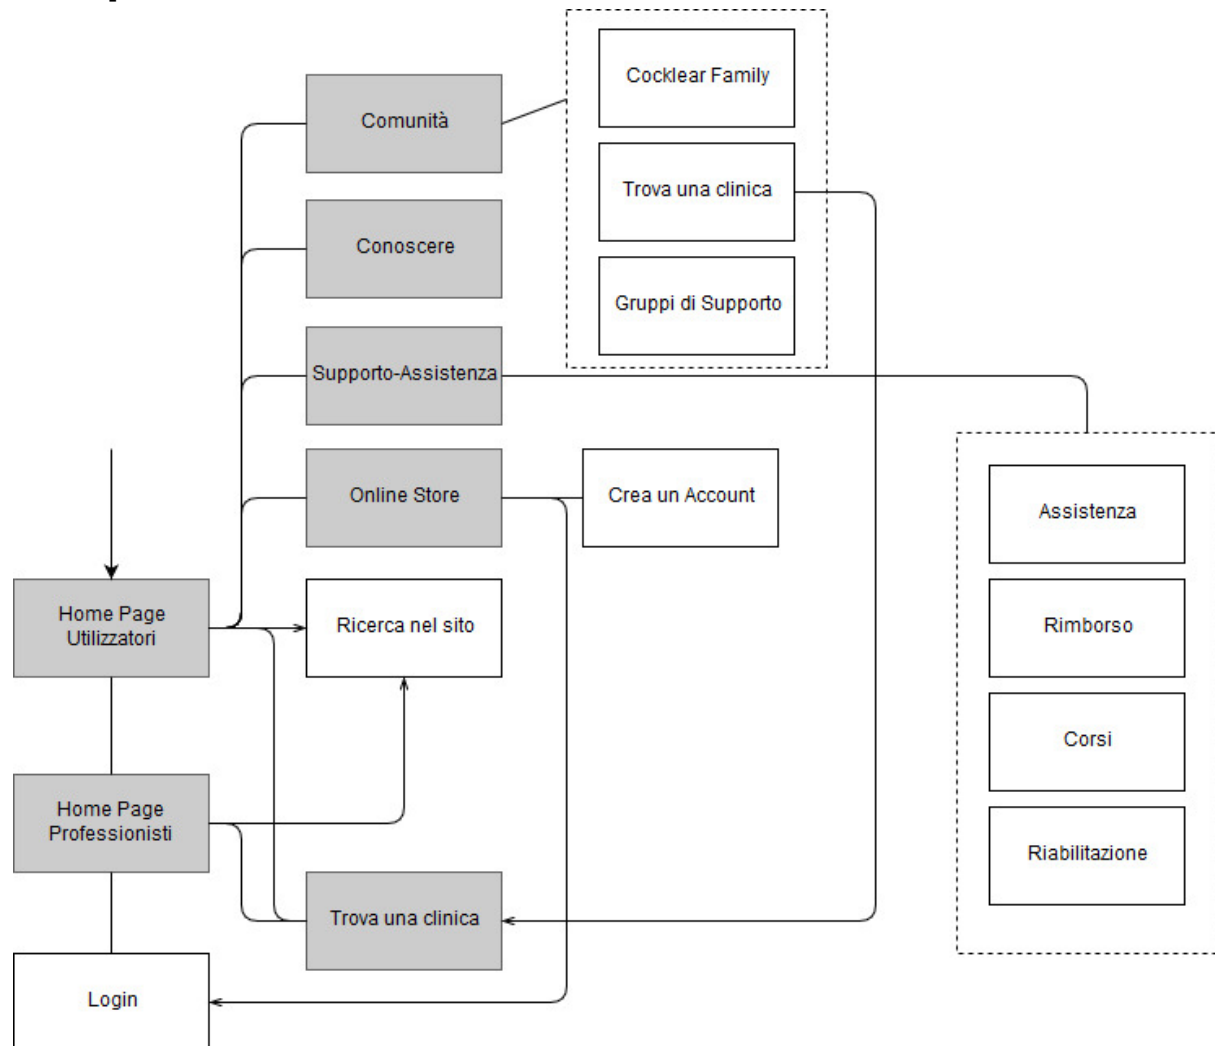 Cocklear Family
Comunità
Trova una clinica
Conoscere
Gruppi di Supporto
Supporto-Assistenza
Online Store
Crea un Account
Assistenza
Home Page
Utilizzatori
Ricerca nel sito
Rimborso
Corsi
Home Page
Professionisti
Riabilitazione
Trova una clinica
Login